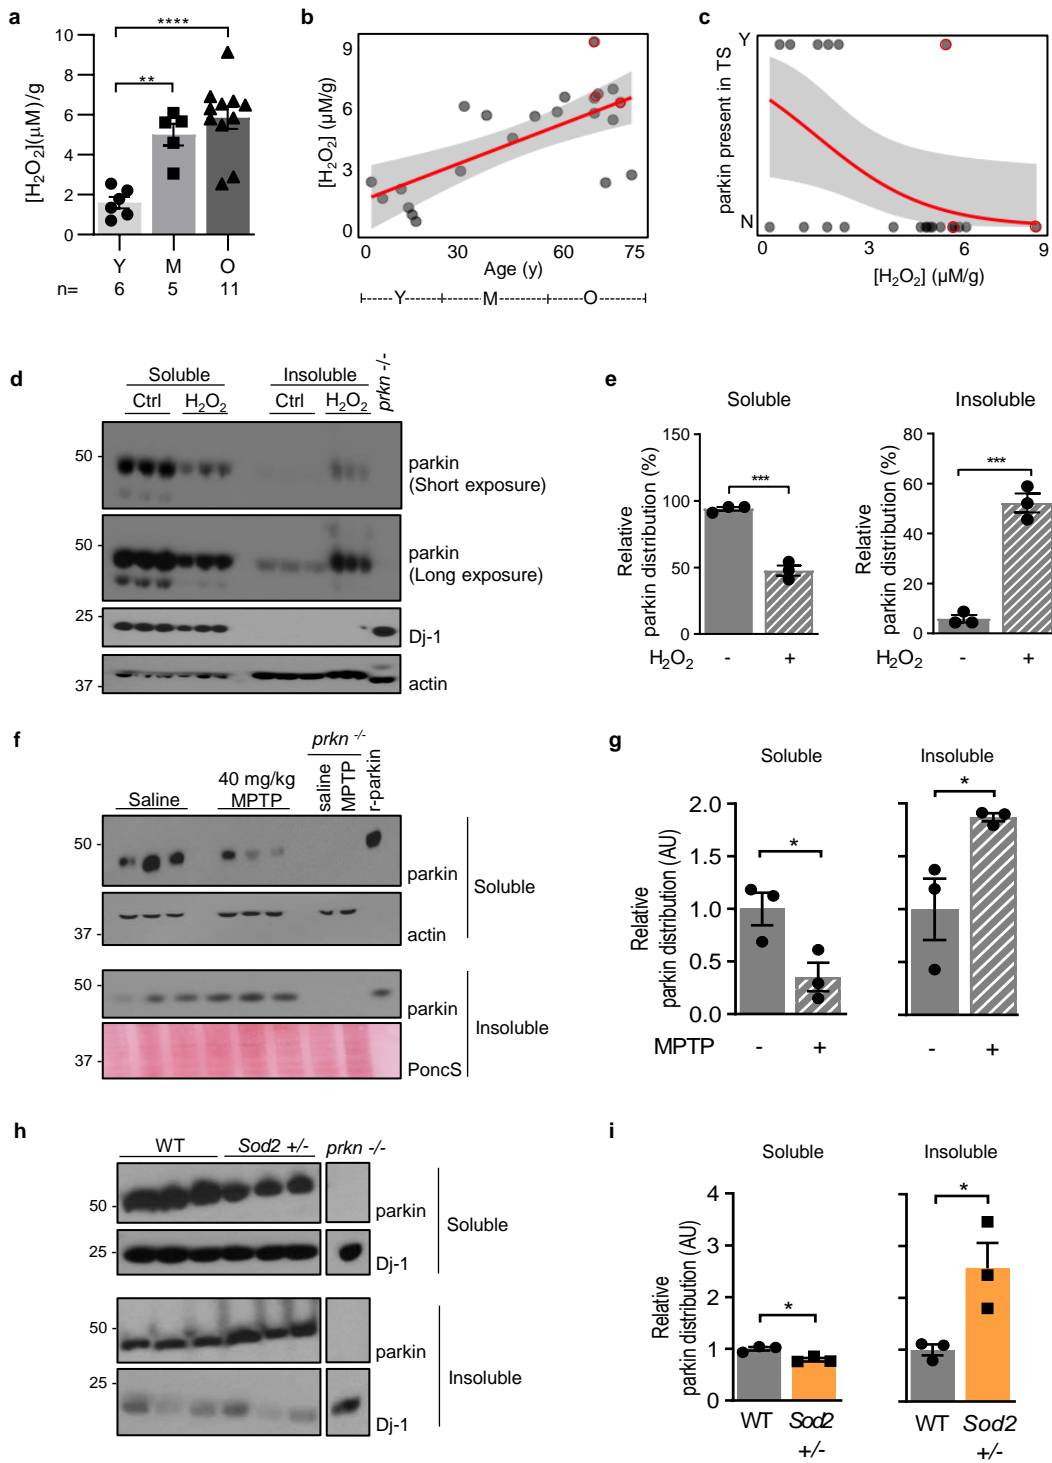 a
[H₂O₂](μM)/g
10
8
6
4
2
0
****
**
Y M O
n= 6 5 11
b
[H₂O₂] (μM/g)
9
6
3
0
0 30 60 75
Age (y)
Y M O
c
parkin present in TS
Y
N
0 3 6 9
[H₂O₂] (μM/g)
d
Soluble Insoluble prkn -/-
Ctrl H₂O₂ Ctrl H₂O₂
50 -
parkin
(Short exposure)
50 -
parkin
(Long exposure)
25 -
Dj-1
37 -
actin
e
Soluble
Relative
parkin distribution (%)
150
100
50
0
***
H₂O₂ - +
Insoluble
Relative
parkin distribution (%)
80
60
40
20
0
***
H₂O₂ - +
f
prkn -/-
Saline
40 mg/kg
MPTP
saline
MPTP
r-parkin
50 -
parkin
37 -
actin
Soluble
50 -
parkin
37 -
PoncS
Insoluble
g
Soluble
Insoluble
Relative
parkin distribution (AU)
2.0
1.5
1.0
0.5
0.0
*
*
MPTP - + - +
h
WT Sod2 +/- prkn -/-
50 -
parkin
25 -
Dj-1
Soluble
50 -
parkin
25 -
Dj-1
Insoluble
i
Soluble
Insoluble
Relative
parkin distribution (AU)
4
3
2
1
0
*
*
WT Sod2
+/-
WT Sod2
+/-